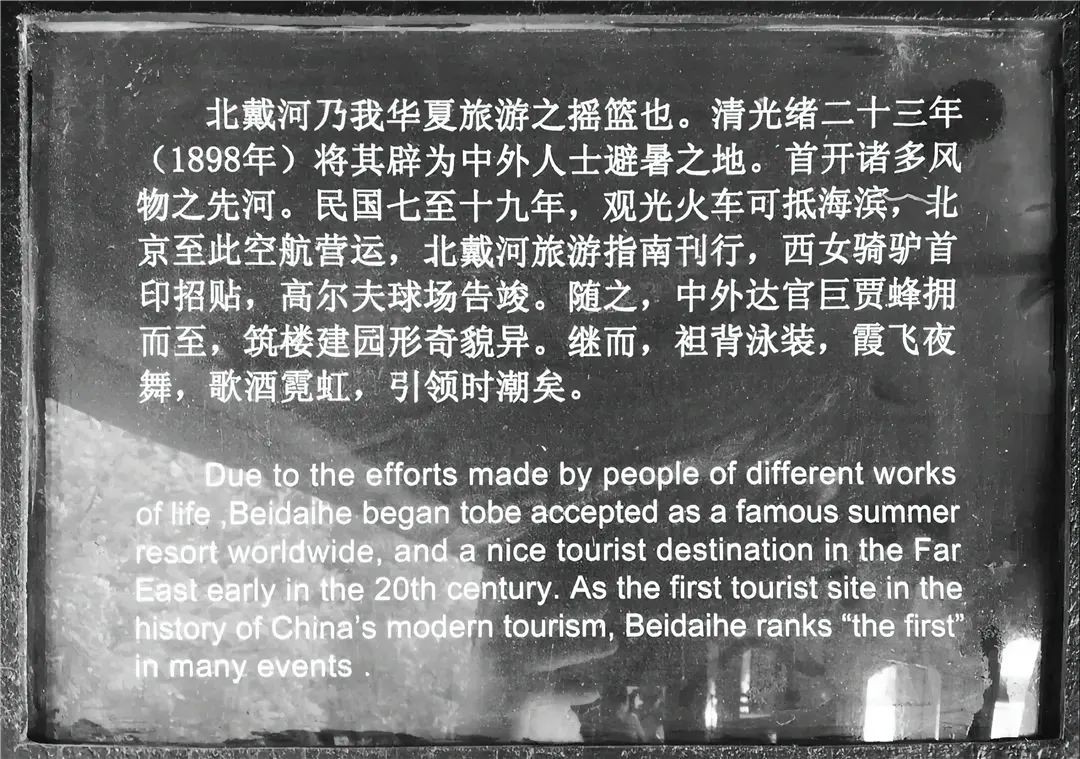 北戴河乃我华夏旅游之摇篮也。清光绪二十三年
（1898年）将其辟为中外人士避暑之地。首开诸多风
物之先河。民国七至十九年，观光火车可抵海滨，北
京至此空航营运，北戴河旅游指南刊行，西女骑驴首
印招贴，高尔夫球场告竣。随之，中外达官巨贾蜂拥
而至，筑楼建园形奇貌异。继而，袒背泳装，霞飞夜
舞，歌酒霓虹，引领时潮矣。
Due to the efforts made by people of different works
of life ,Beidaihe began tobe accepted as a famous summer
resort worldwide, and a nice tourist destination in the Far
East early in the 20th century. As the first tourist site in the
history of China's modern tourism, Beidaihe ranks “the first”
in many events .